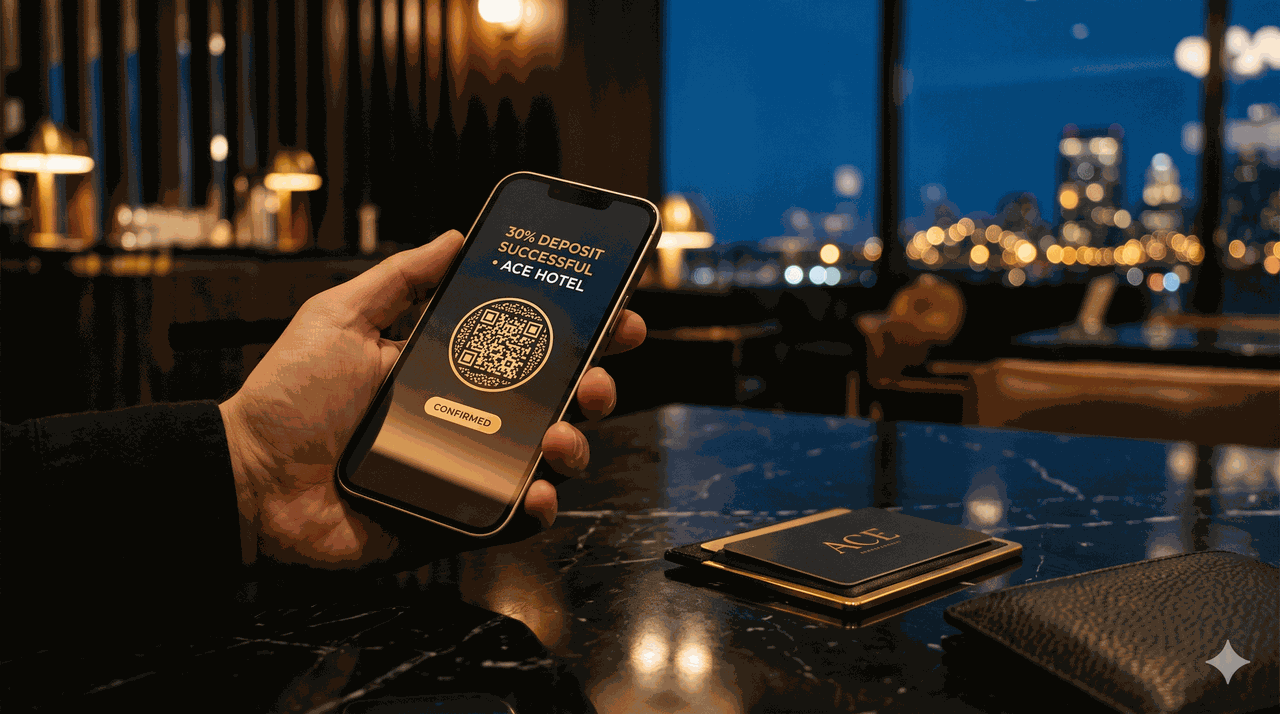 30% DEPOSIT
SUCCESSFUL
• ACE HOTEL
CONFIRMED
ACE